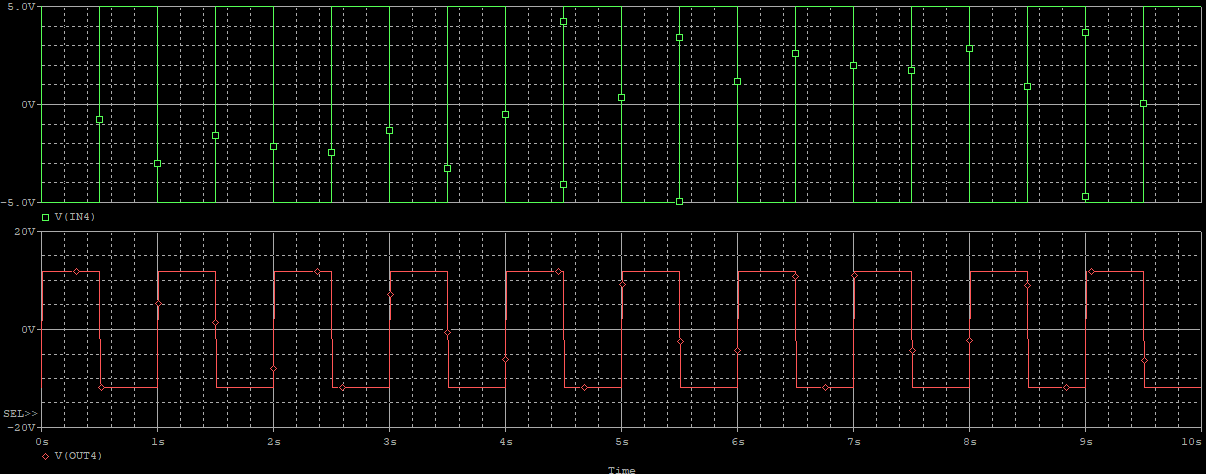 5.0V
0V
-5.0V
V(IN4)
20V
0V
SEL>>
-20V
0s 1s 2s 3s 4s 5s 6s 7s 8s 9s 10s
V(OUT4)
Time